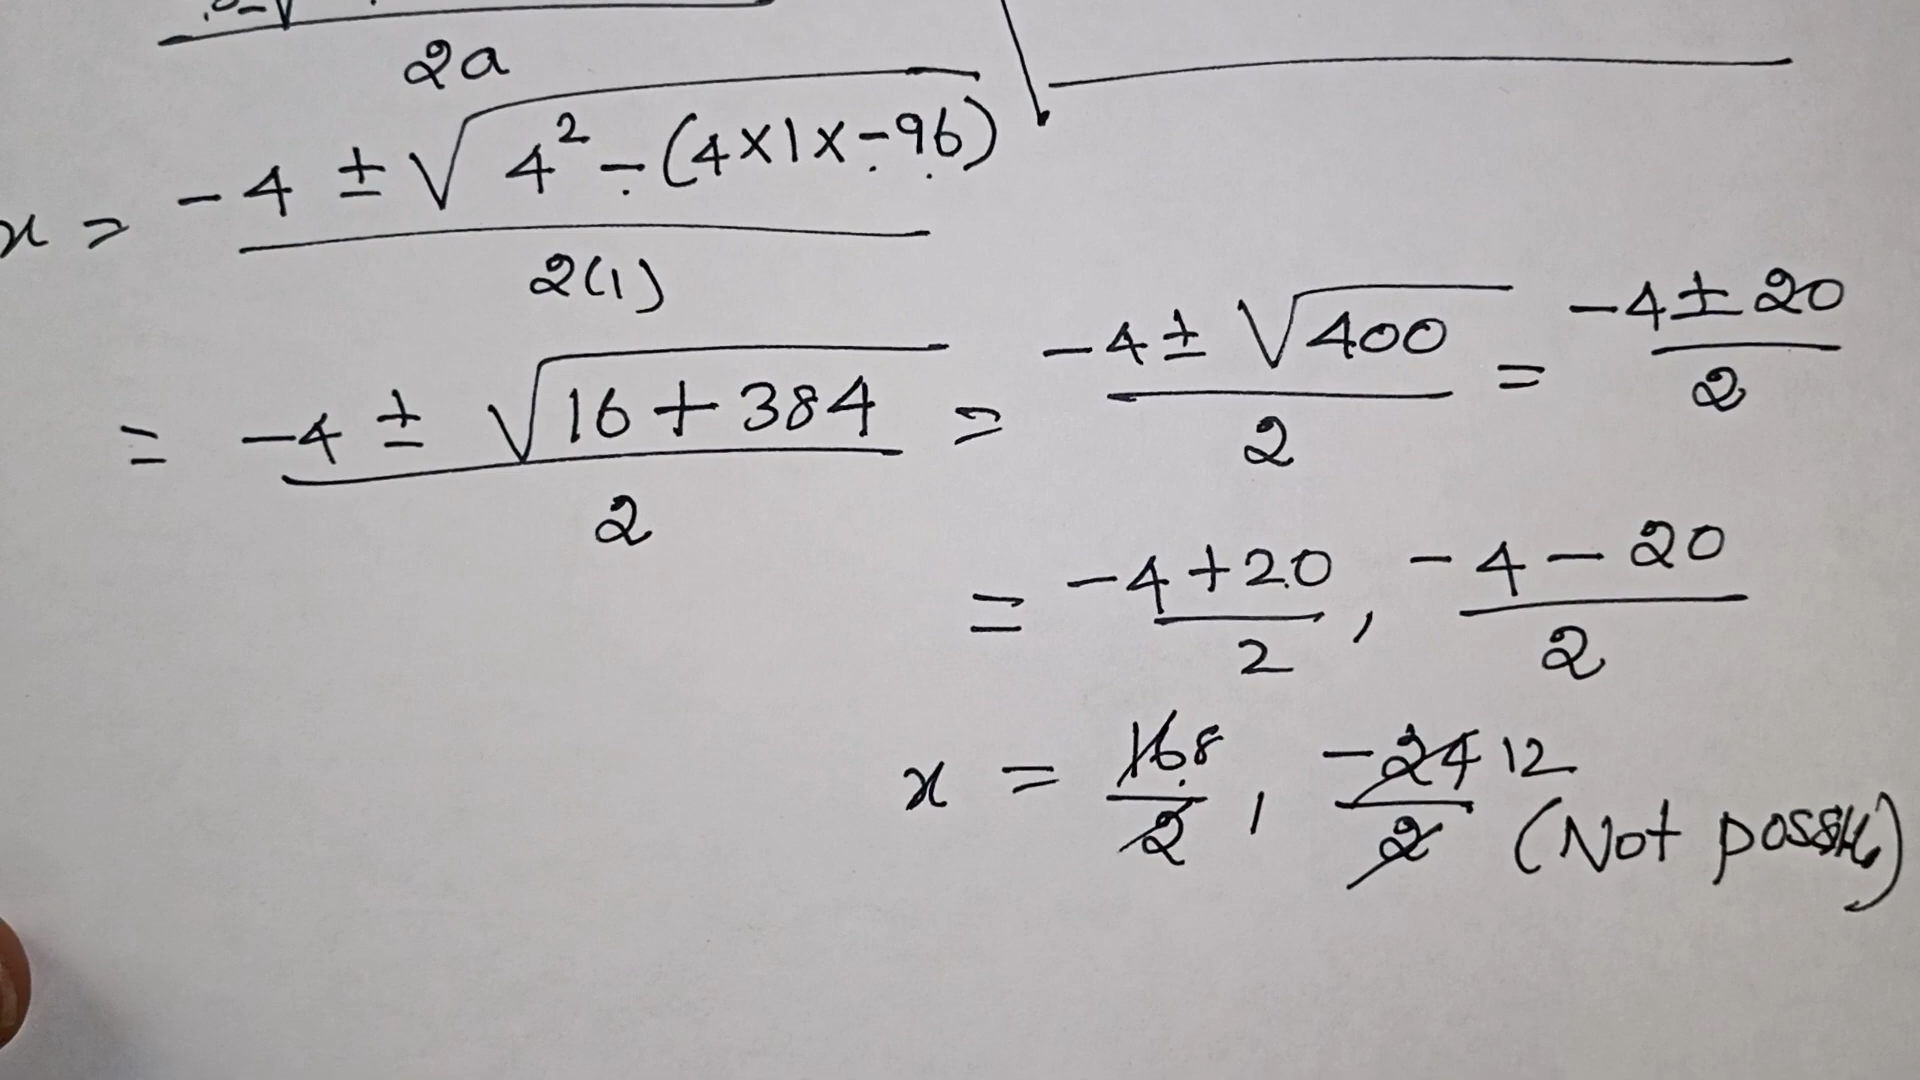 2a
x = -4 ± √4² - (4×1×-96)
2(1)
= -4 ± √16 + 384 / 2 = -4 ± √400 / 2 = -4 ± 20 / 2
= -4 + 20 / 2 , -4 - 20 / 2
x = 16 8 / 2 , -24 12 / 2 (Not